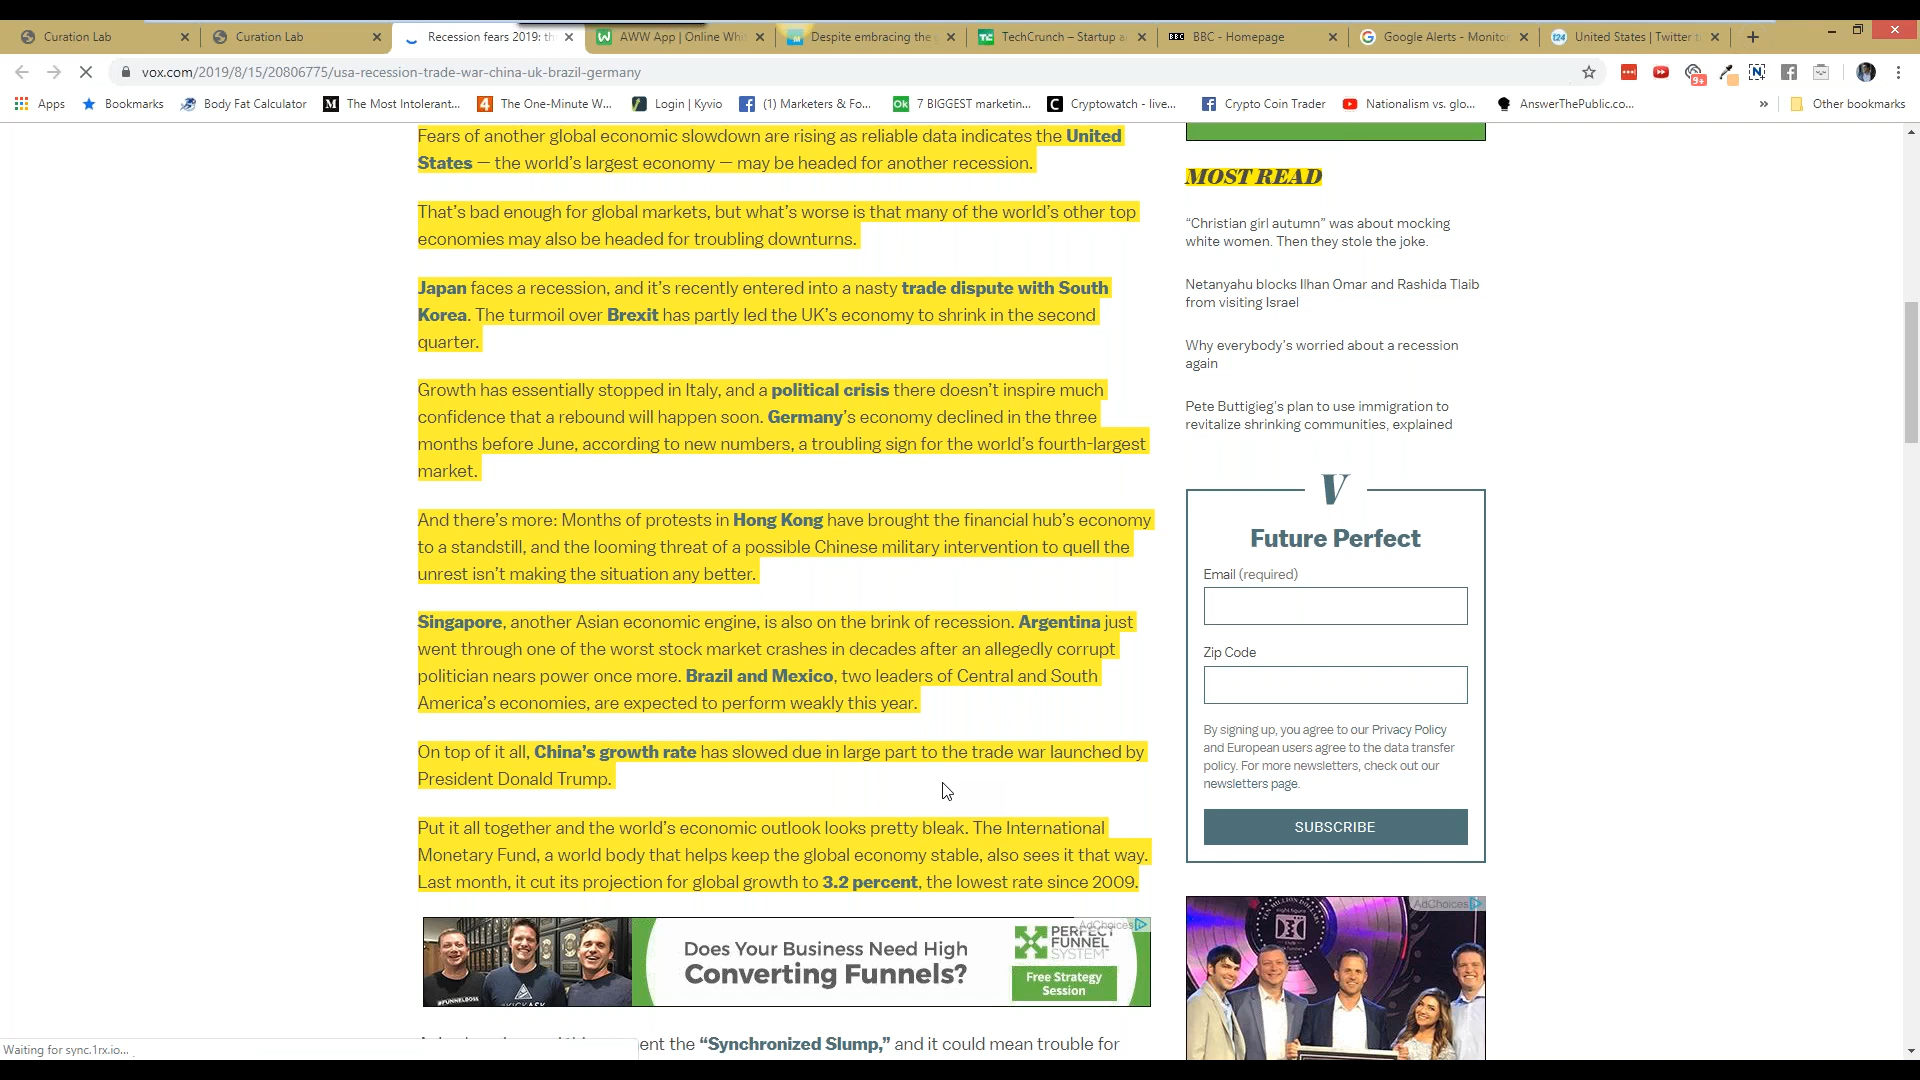 Curation Lab
Curation Lab
Recession fears 2019: th
AWW App | Online Whi
Despite embracing the
TechCrunch – Startup a
BBC - Homepage
Google Alerts - Monitor
United States | Twitter t
vox.com/2019/8/15/20806775/usa-recession-trade-war-china-uk-brazil-germany
9+
Apps
Bookmarks
Body Fat Calculator
The Most Intolerant...
The One-Minute W...
Login | Kyvio
(1) Marketers & Fo...
7 BIGGEST marketin...
Cryptowatch - live...
Crypto Coin Trader
Nationalism vs. glo...
AnswerThePublic.co...
»
Other bookmarks
Fears of another global economic slowdown are rising as reliable data indicates the United
States — the world's largest economy — may be headed for another recession.
That's bad enough for global markets, but what's worse is that many of the world's other top
economies may also be headed for troubling downturns.
Japan faces a recession, and it's recently entered into a nasty trade dispute with South
Korea. The turmoil over Brexit has partly led the UK's economy to shrink in the second
quarter.
Growth has essentially stopped in Italy, and a political crisis there doesn't inspire much
confidence that a rebound will happen soon. Germany's economy declined in the three
months before June, according to new numbers, a troubling sign for the world's fourth-largest
market.
And there's more: Months of protests in Hong Kong have brought the financial hub's economy
to a standstill, and the looming threat of a possible Chinese military intervention to quell the
unrest isn't making the situation any better.
Singapore, another Asian economic engine, is also on the brink of recession. Argentina just
went through one of the worst stock market crashes in decades after an allegedly corrupt
politician nears power once more. Brazil and Mexico, two leaders of Central and South
America's economies, are expected to perform weakly this year.
On top of it all, China's growth rate has slowed due in large part to the trade war launched by
President Donald Trump.
Put it all together and the world's economic outlook looks pretty bleak. The International
Monetary Fund, a world body that helps keep the global economy stable, also sees it that way.
Last month, it cut its projection for global growth to 3.2 percent, the lowest rate since 2009.
Does Your Business Need High
Converting Funnels?
PERFECT
FUNNEL
SYSTEM
Free Strategy
Session
AdChoices
#FUNNELBOSS
ent the "Synchronized Slump," and it could mean trouble for
Waiting for sync.1rx.io...
MOST READ
"Christian girl autumn" was about mocking
white women. Then they stole the joke.
Netanyahu blocks Ilhan Omar and Rashida Tlaib
from visiting Israel
Why everybody's worried about a recession
again
Pete Buttigieg's plan to use immigration to
revitalize shrinking communities, explained
V
Future Perfect
Email (required)
Zip Code
By signing up, you agree to our Privacy Policy
and European users agree to the data transfer
policy. For more newsletters, check out our
newsletters page.
SUBSCRIBE
AdChoices